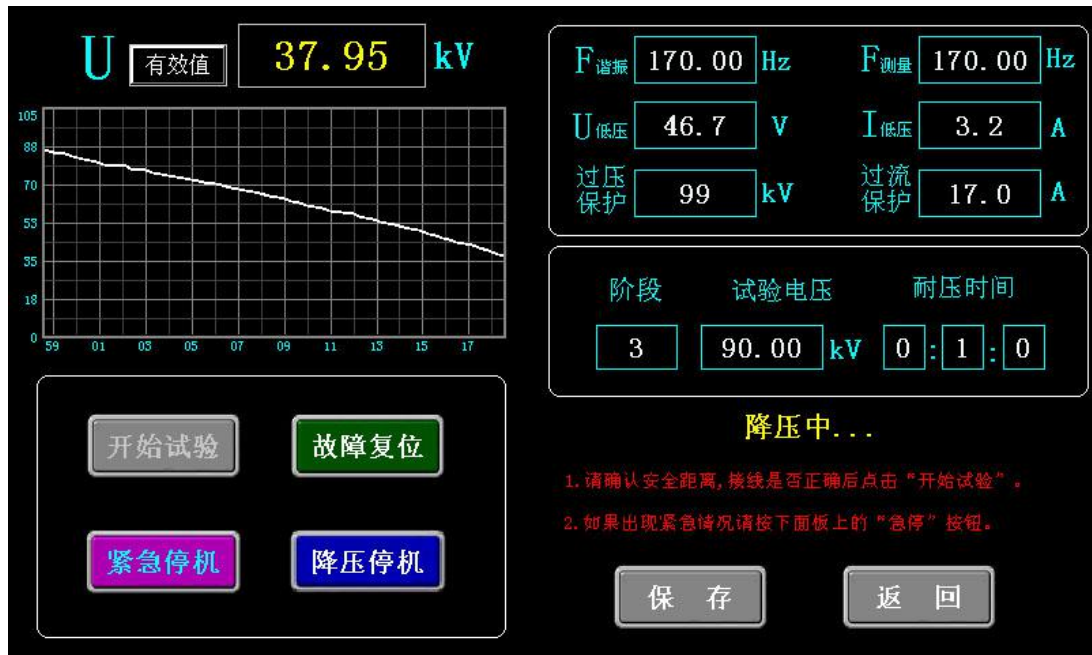 U 有效值 37.95 kV
105
88
70
53
35
18
0
59 01 03 05 07 09 11 13 15 17
开始试验 故障复位
紧急停机 降压停机
F谐振 170.00 Hz F测量 170.00 Hz
U低压 46.7 V I低压 3.2 A
过压保护 99 kV 过流保护 17.0 A
阶段 试验电压 耐压时间
3 90.00 kV 0:1:0
降压中...
1.请确认安全距离,接线是否正确后点击“开始试验”。
2.如果出现紧急情况请按下面板上的“急停”按钮。
保 存 返 回